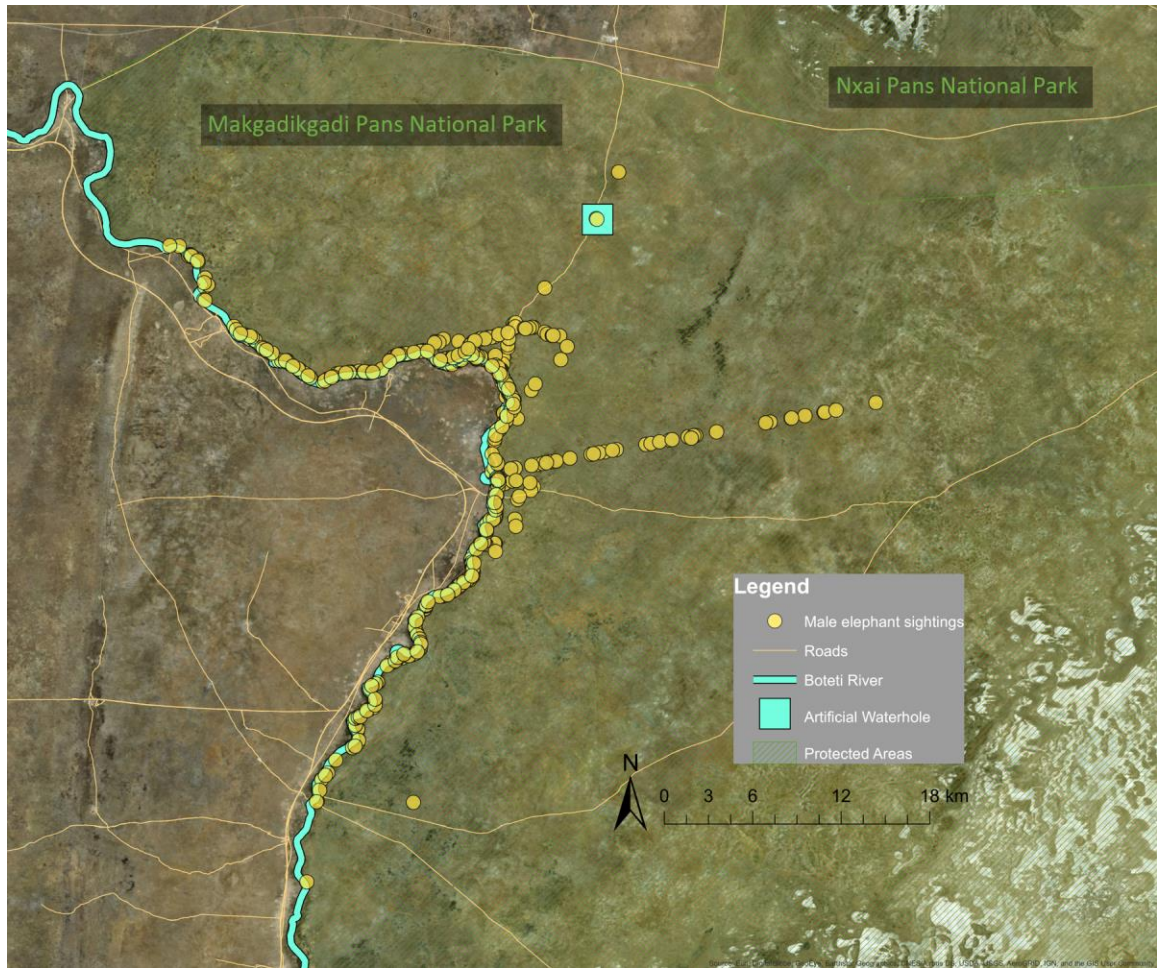 Nxai Pans National Park
Makgadikgadi Pans National Park
Legend
Male elephant sightings
Roads
Boteti River
Artificial Waterhole
Protected Areas
N
0 3 6 12 18 km